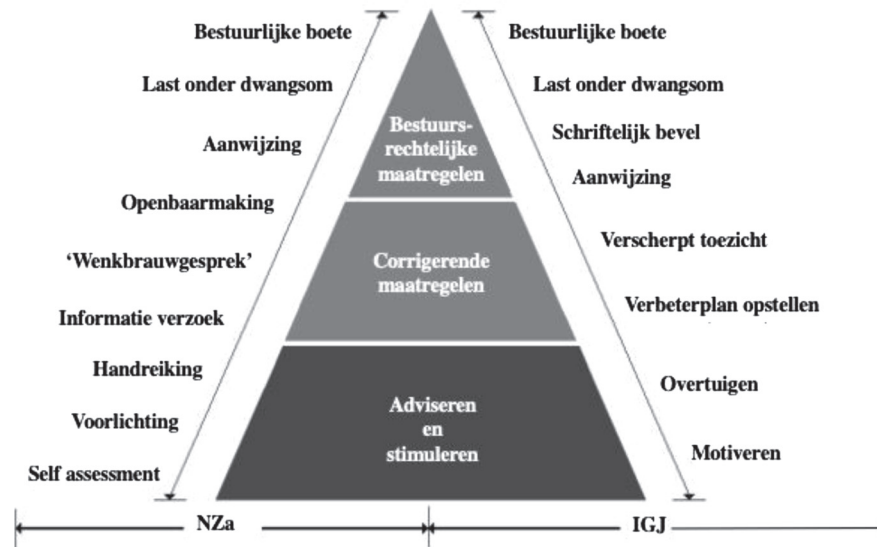 Bestuurlijke boete
Last onder dwangsom
Aanwijzing
Openbaarmaking
‘Wenkbrauwgesprek’
Informatie verzoek
Handreiking
Voorlichting
Self assessment
Bestuurs-
rechtelijke
maatregelen
Corrigerende
maatregelen
Adviseren
en
stimuleren
Bestuurlijke boete
Last onder dwangsom
Schriftelijk bevel
Aanwijzing
Verscherpt toezicht
Verbeterplan opstellen
Overtuigen
Motiveren
NZa
IGJ